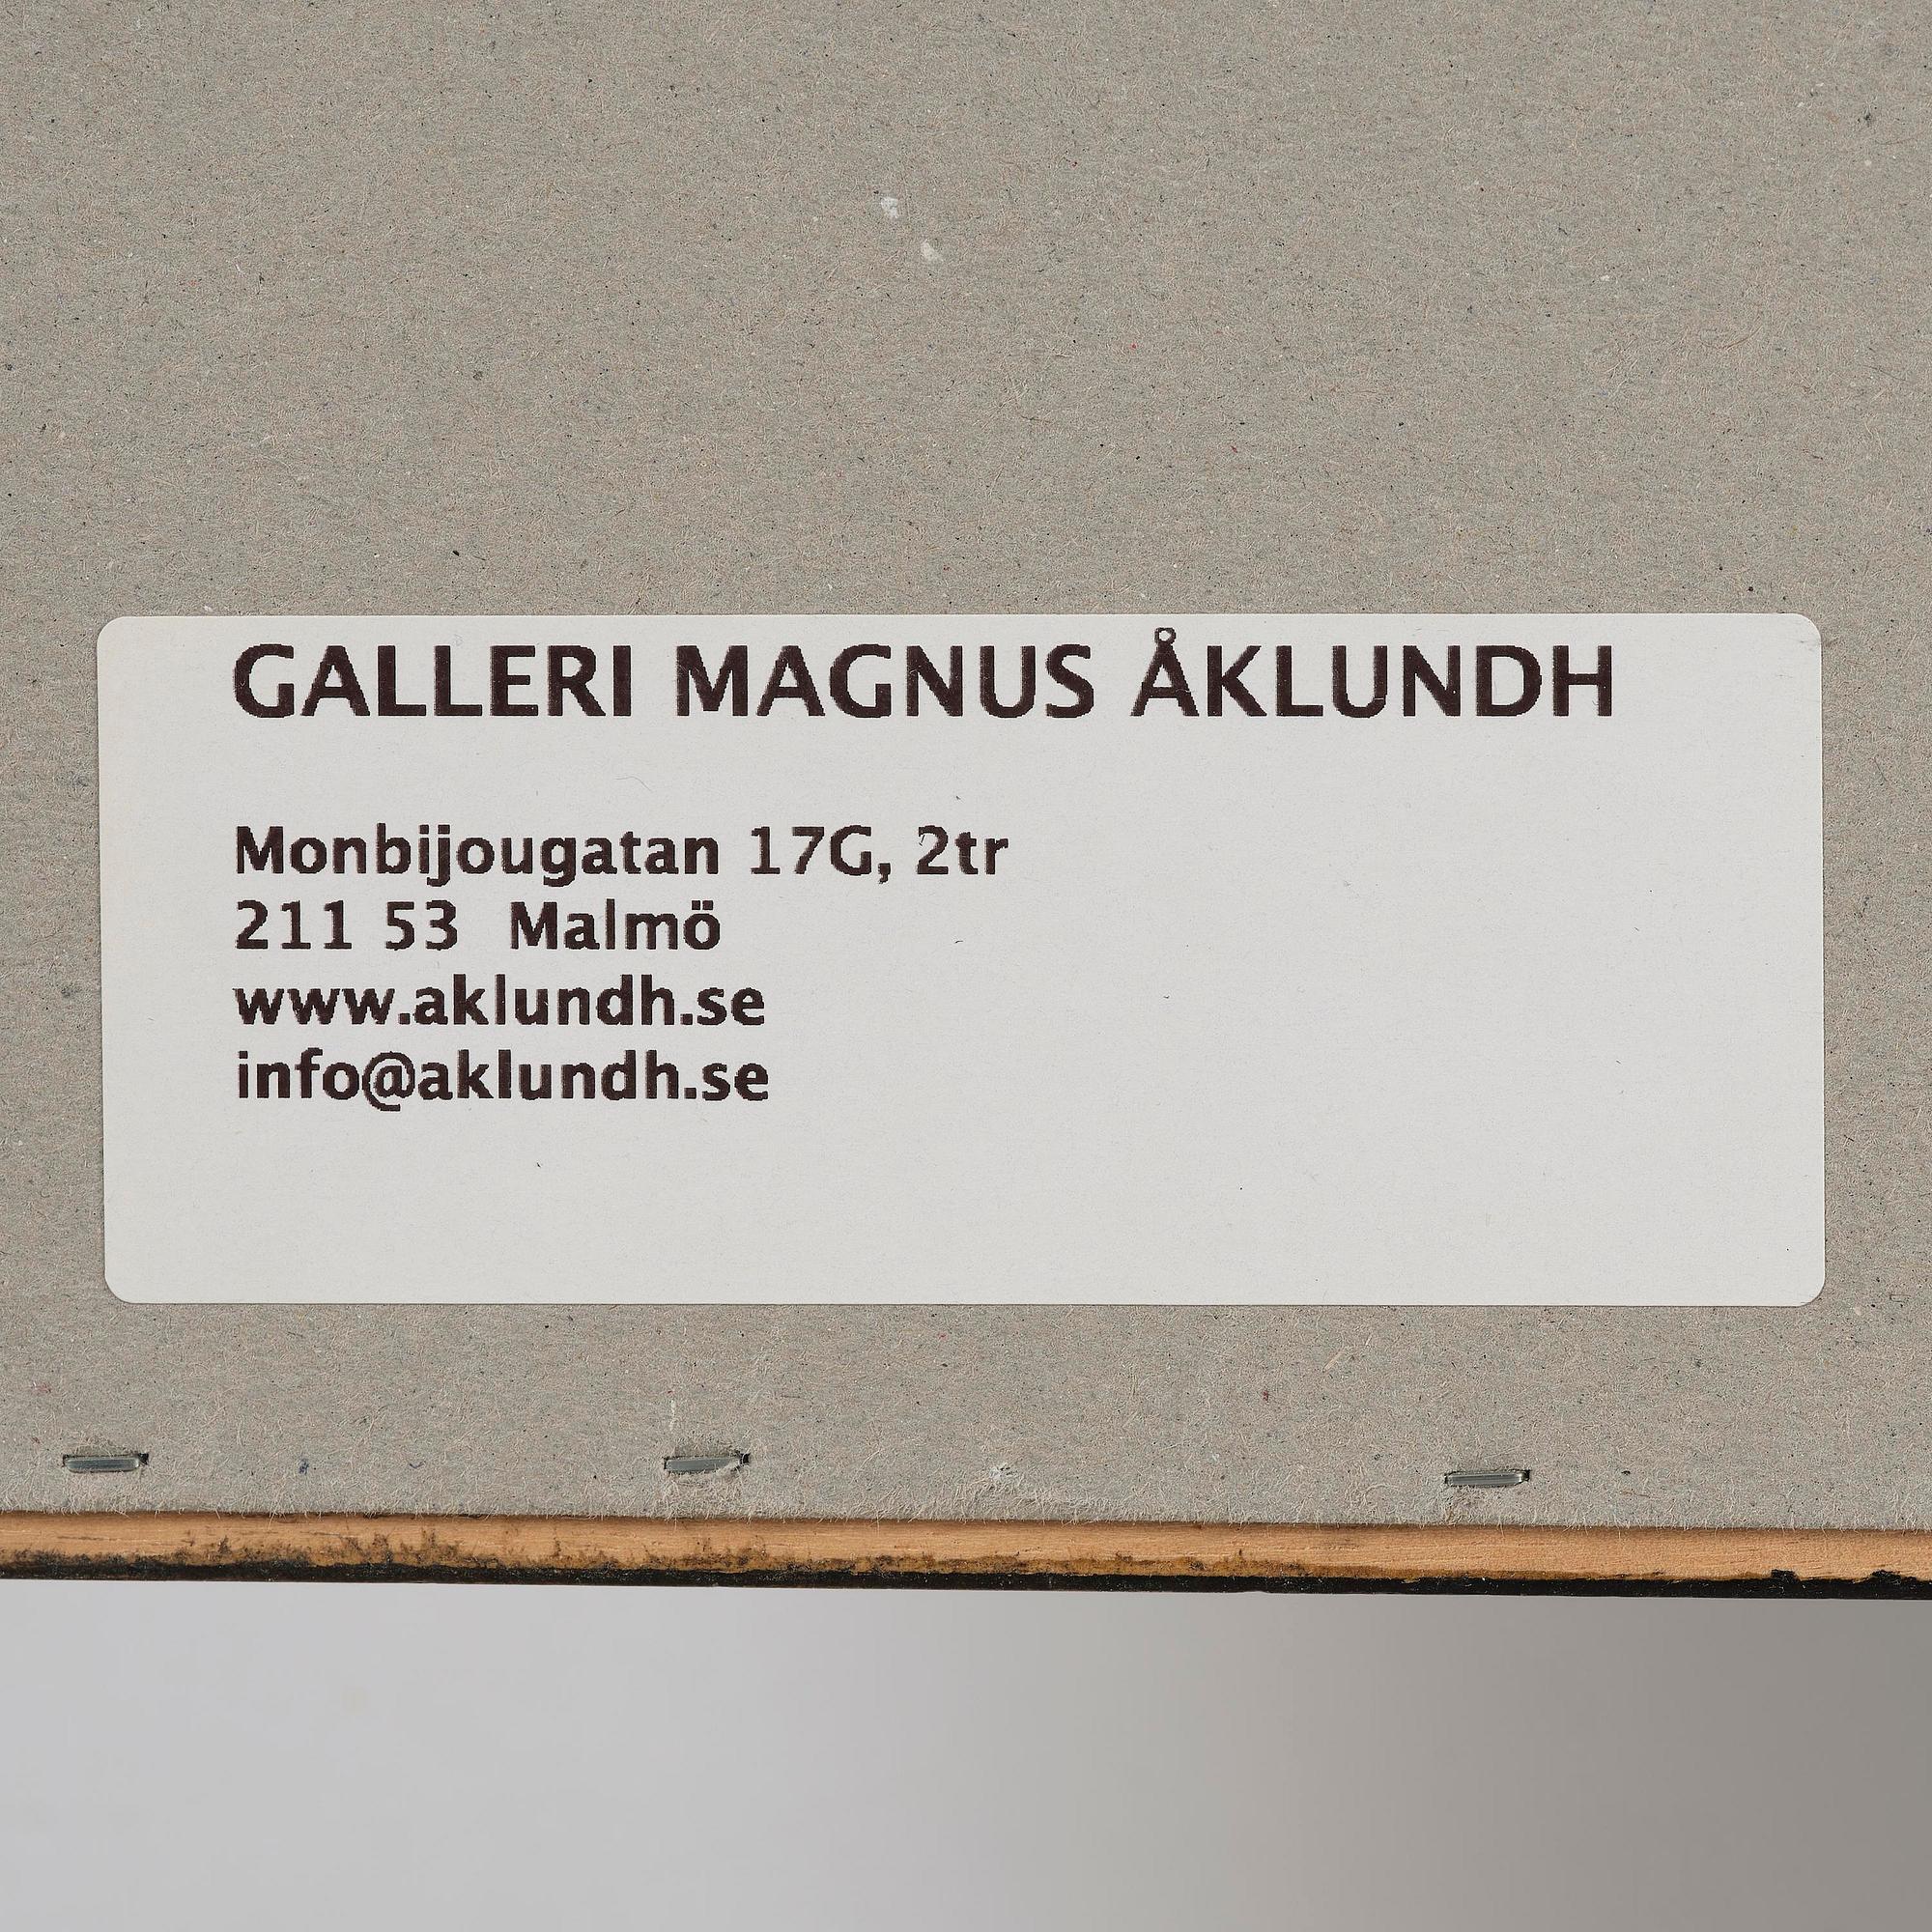 GALLERI MAGNUS ÅKLUNDH
Monbijougatan 17G, 2tr
211 53  Malmö
www.aklundh.se
info@aklundh.se